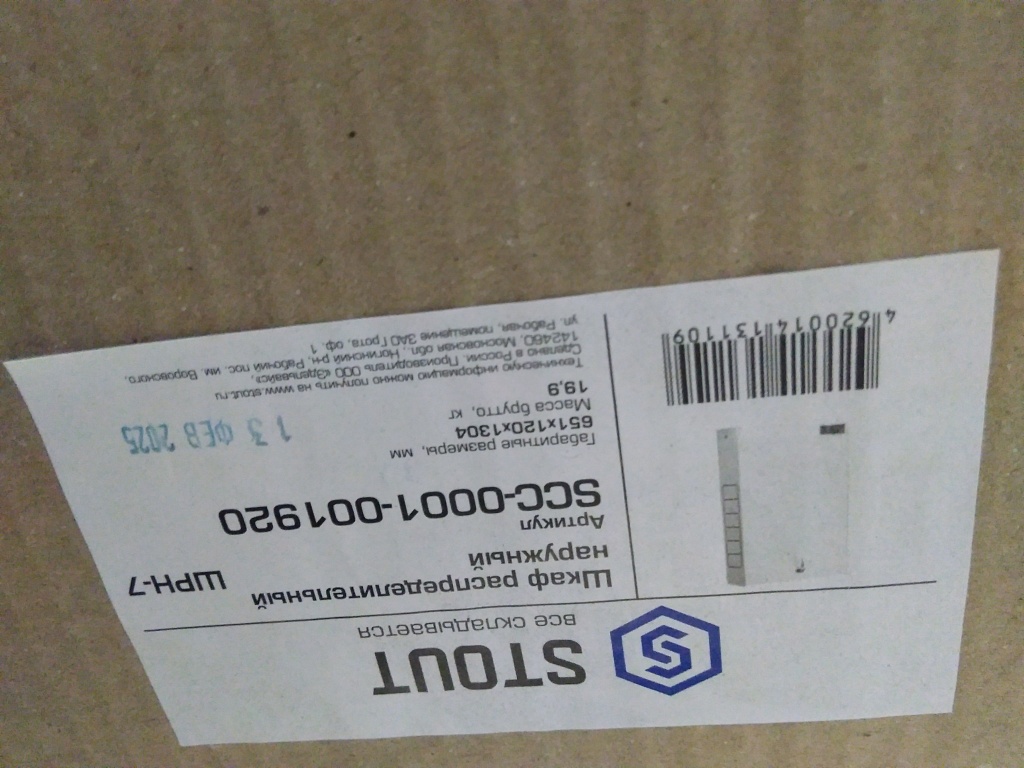 STOUT
ВСЕ СКЛАДЫВАЕТСЯ
Шкаф распределительный
наружный
ШРН-7
Артикул
SCC-0001-001920
Габаритные размеры, мм
651x120x1304
Масса брутто, кг
19,9
Техническую информацию можно получить на www.stout.ru
Сделано в России. Производитель ООО «Эдельвейс»,
142460, Московская обл., Ногинский рн, Рабочий пос. им. Воровского,
ул. Рабочая, помещение ЗАО Грота, оф. 1
13 ФЕВ 2025
4620014131109